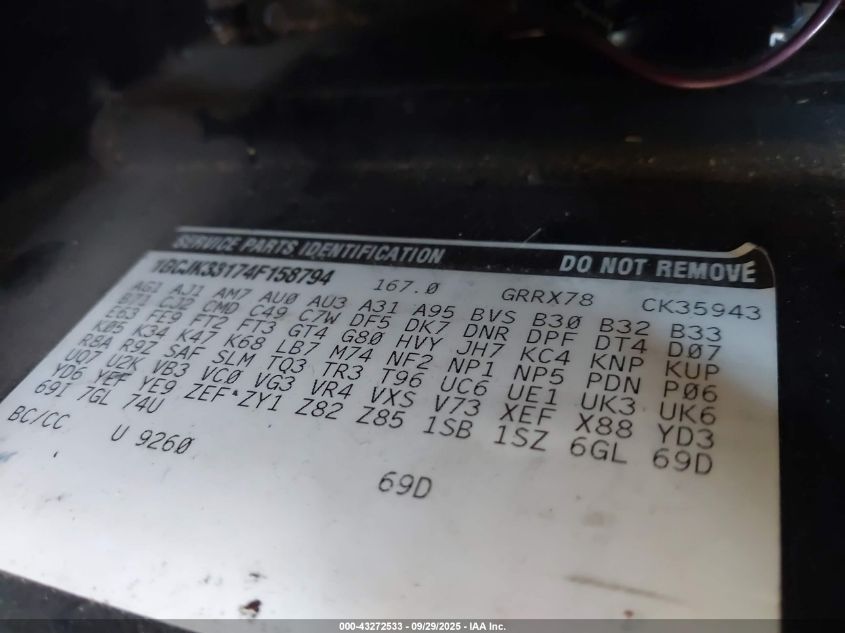 SERVICE PARTS IDENTIFICATION DO NOT REMOVE
1GCJK33174F158794 167.0 GRRX78 CK35943
AG1 AJ1 AM7 AU0 AU3 A31 A95 BVS B30 B32 B33
B71 CJ2 CMD C49 C7W DF5 DK7 DNR DPF DT4 D07
E63 FE9 FT2 FT3 GT4 G80 HVY JH7 KC4 KNP KUP
K05 K34 K47 K68 LB7 M74 NF2 NP1 NP5 PDN P06
R8A R9Z SAF SLM TQ3 TR3 T96 UC6 UE1 UK3 UK6
UQ7 U2K VB3 VC0 VG3 VR4 VXS V73 XEF X88 YD3
YD6 YEF YE9 ZEF*ZY1 Z82 Z85 1SB 1SZ 6GL 69D
69I 7GL 74U
BC/CC U 9260
69D
000-43272533 - 09/29/2025 - IAA Inc.